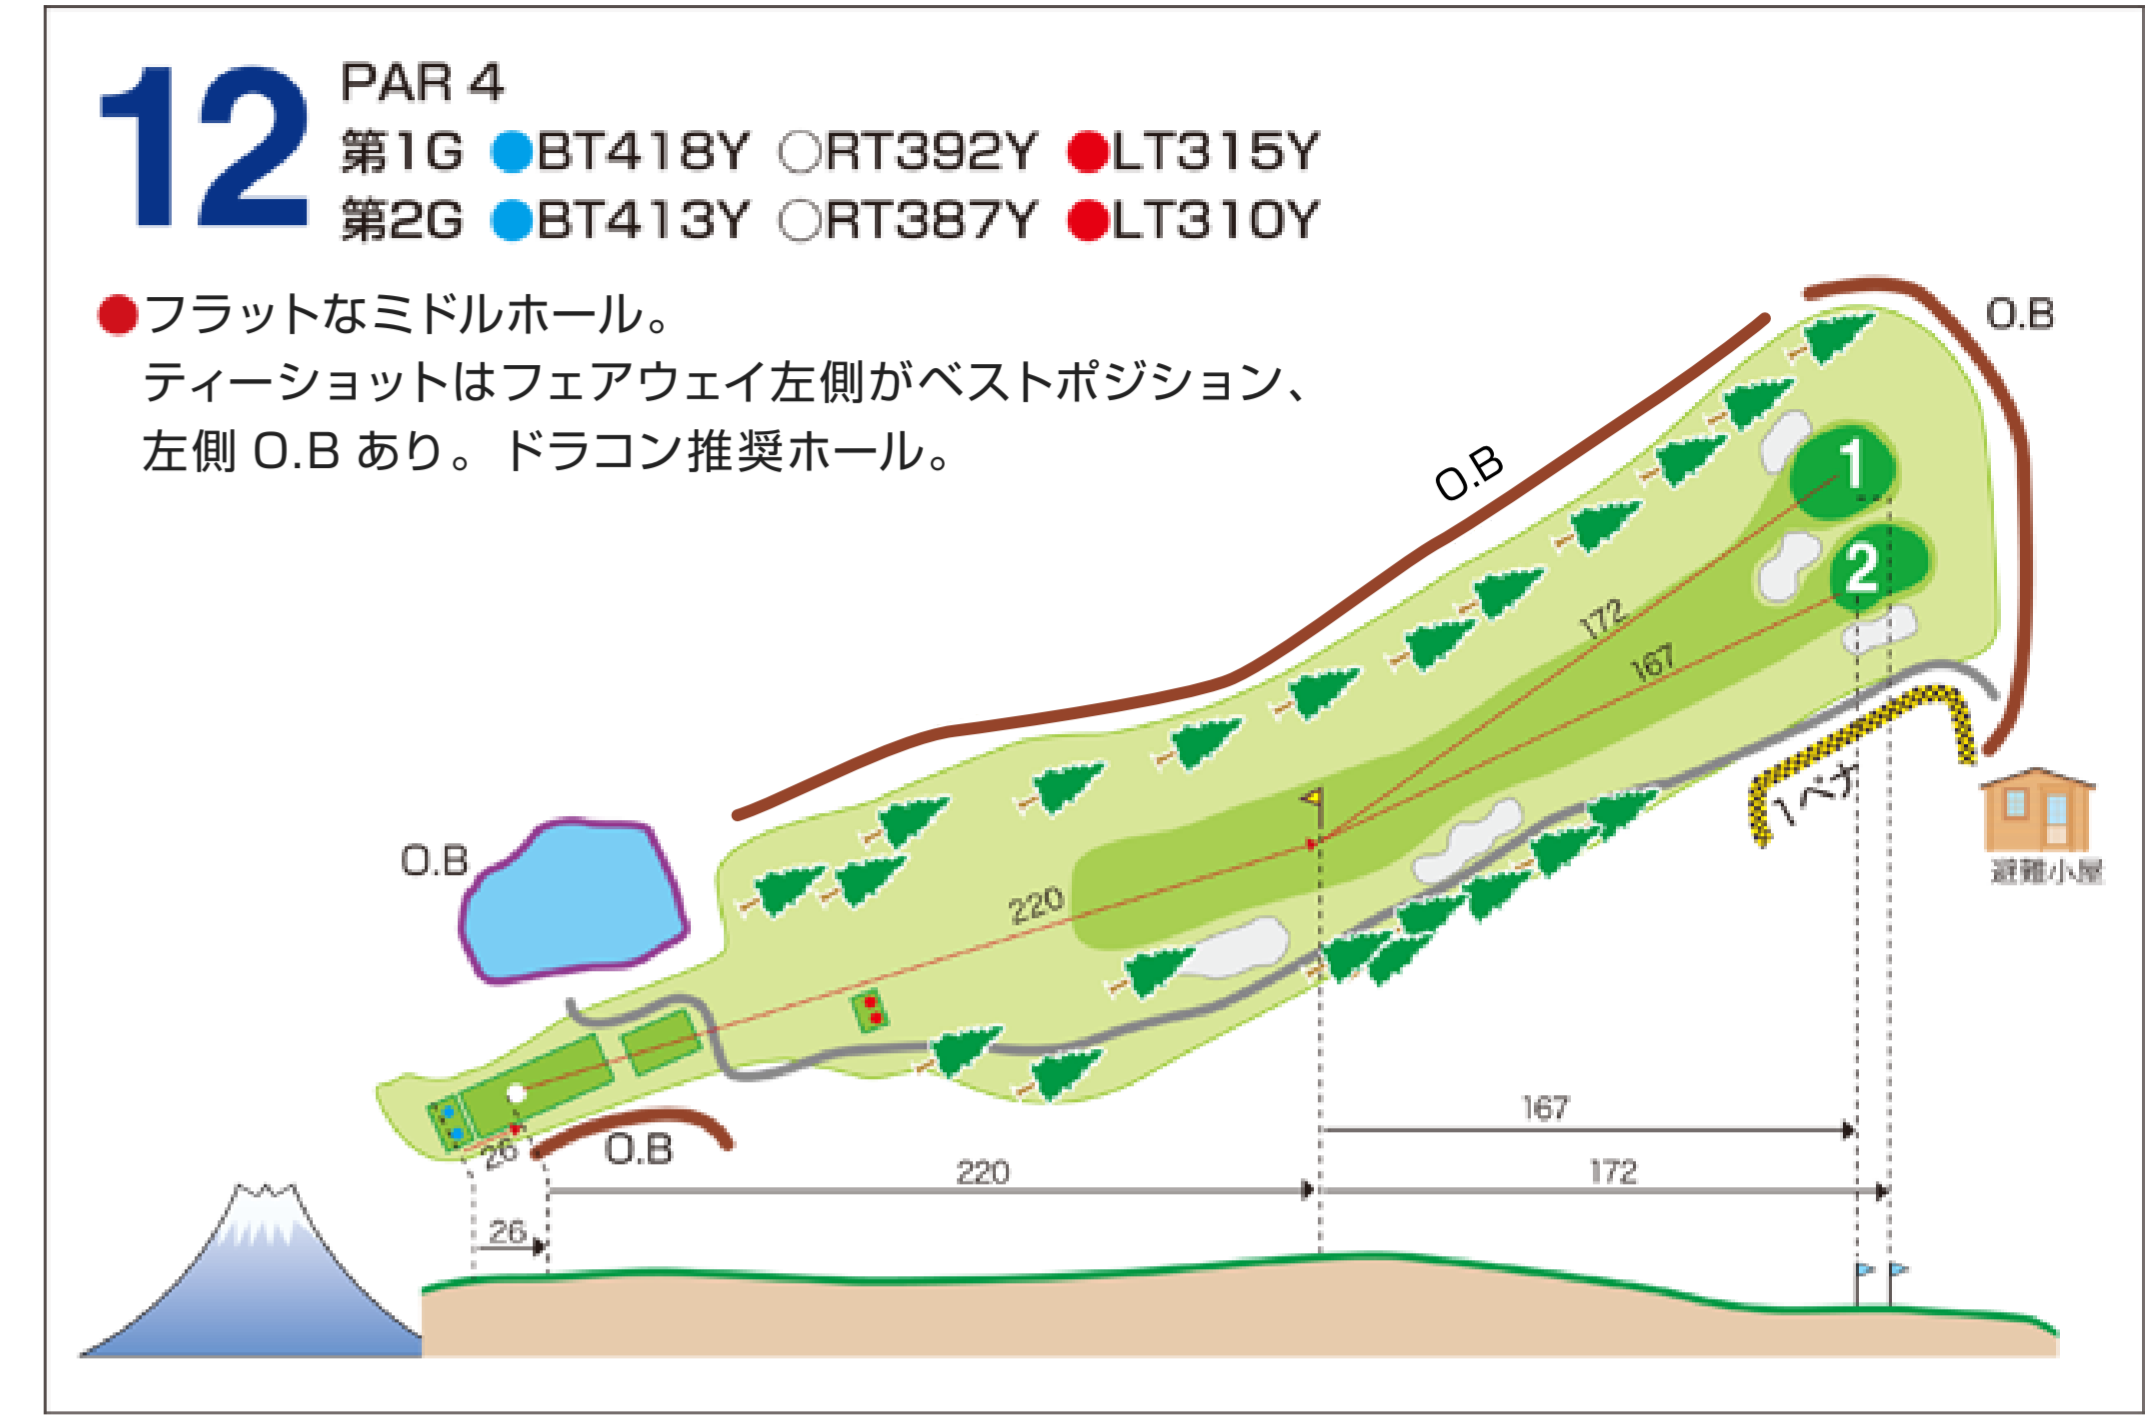 12
PAR 4
第1G ●BT418Y ○RT392Y ●LT315Y
第2G ●BT413Y ○RT387Y ●LT310Y
●フラットなミドルホール。
ティーショットはフェアウェイ左側がベストポジション、
左側 O.B あり。ドラコン推奨ホール。
O.B
O.B
1
2
172
167
1ペナ
避難小屋
O.B
220
26
O.B
167
220
172
26